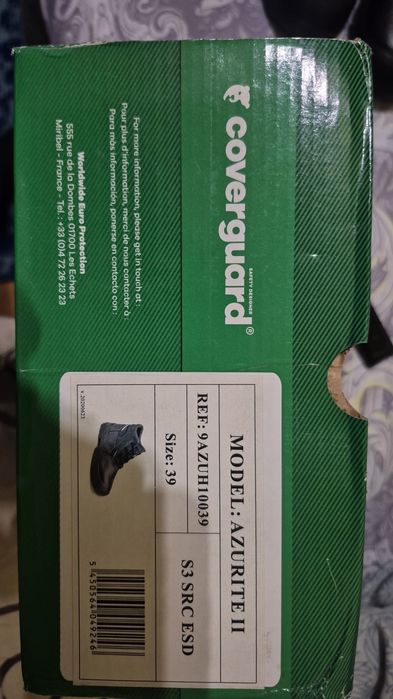 coverguard®
SAFETY DESIGNER
For more information, please get in touch at :
Pour plus d'information, merci de nous contacter à :
Para más información, ponerse en contacto con :
Worldwide Euro Protection
555 rue de la Dombes 01700 Les Echets
Miribel - France - Tel. : +33 (0)4 72 26 23 23
MODEL: AZURITE II
REF: 9AZUH10039
Size: 39
S3 SRC ESD
5 450564 049246
v.20200623